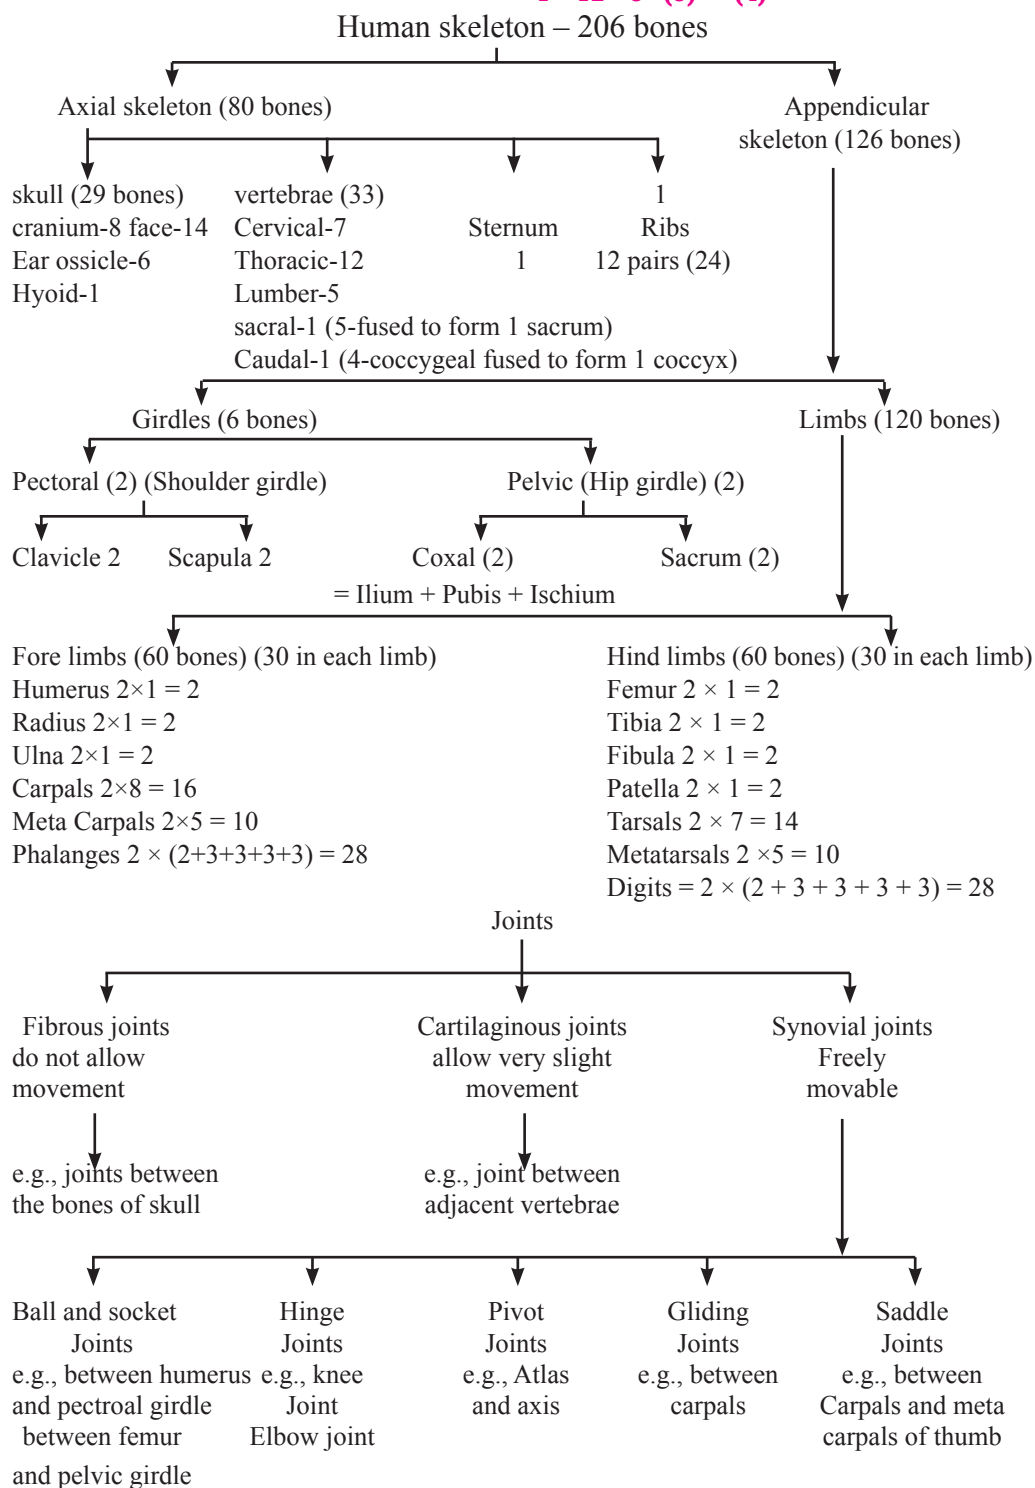 Human skeleton – 206 bones
Axial skeleton (80 bones)
Appendicular
skeleton (126 bones)
skull (29 bones)
cranium-8 face-14
Ear ossicle-6
Hyoid-1
vertebrae (33)
Cervical-7
Thoracic-12
Lumber-5
sacral-1 (5-fused to form 1 sacrum)
Caudal-1 (4-coccygeal fused to form 1 coccyx)
Sternum
1
1
Ribs
12 pairs (24)
Girdles (6 bones)
Limbs (120 bones)
Pectoral (2) (Shoulder girdle)
Pelvic (Hip girdle) (2)
Clavicle 2
Scapula 2
Coxal (2)
Sacrum (2)
= Ilium + Pubis + Ischium
Fore limbs (60 bones) (30 in each limb)
Humerus 2×1 = 2
Radius 2×1 = 2
Ulna 2×1 = 2
Carpals 2×8 = 16
Meta Carpals 2×5 = 10
Phalanges 2 × (2+3+3+3+3) = 28
Hind limbs (60 bones) (30 in each limb)
Femur 2 × 1 = 2
Tibia 2 × 1 = 2
Fibula 2 × 1 = 2
Patella 2 × 1 = 2
Tarsals 2 × 7 = 14
Metatarsals 2 ×5 = 10
Digits = 2 × (2 + 3 + 3 + 3 + 3) = 28
Joints
Fibrous joints
do not allow
movement
Cartilaginous joints
allow very slight
movement
Synovial joints
Freely
movable
e.g., joints between
the bones of skull
e.g., joint between
adjacent vertebrae
Ball and socket
Joints
e.g., between humerus
and pectroal girdle
between femur
and pelvic girdle
Hinge
Joints
e.g., knee
Joint
Elbow joint
Pivot
Joints
e.g., Atlas
and axis
Gliding
Joints
e.g., between
carpals
Saddle
Joints
e.g., between
Carpals and meta
carpals of thumb